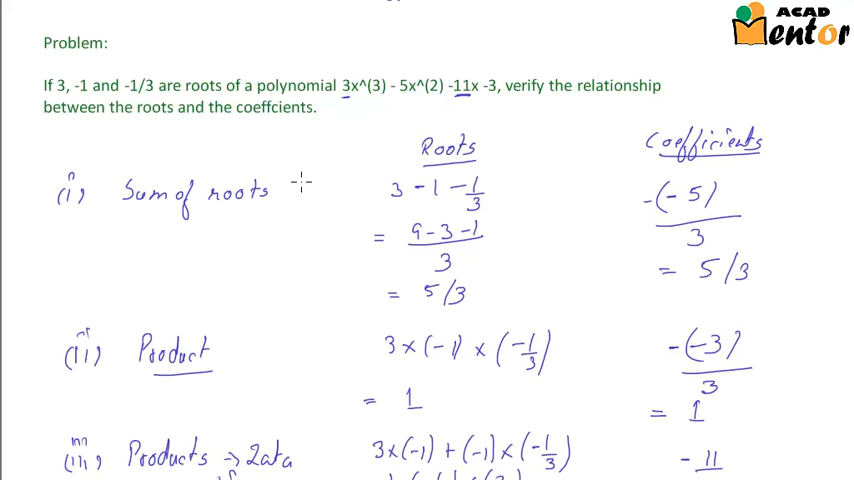 ACAD
Mentor
Problem:
If 3, -1 and -1/3 are roots of a polynomial 3x^(3) - 5x^(2) -11x -3, verify the relationship
between the roots and the coeffcients.
Roots Coefficients
(i) Sum of roots 3 - 1 - 1/3 -(-5)/3
= 9-3-1/3 = 5/3
= 5/3
(ii) Product 3 × (-1) × (-1/3) -(-3)/3
= 1 = 1
(iii) Products → 2 at a 3×(-1) + (-1) × (-1/3) - 11